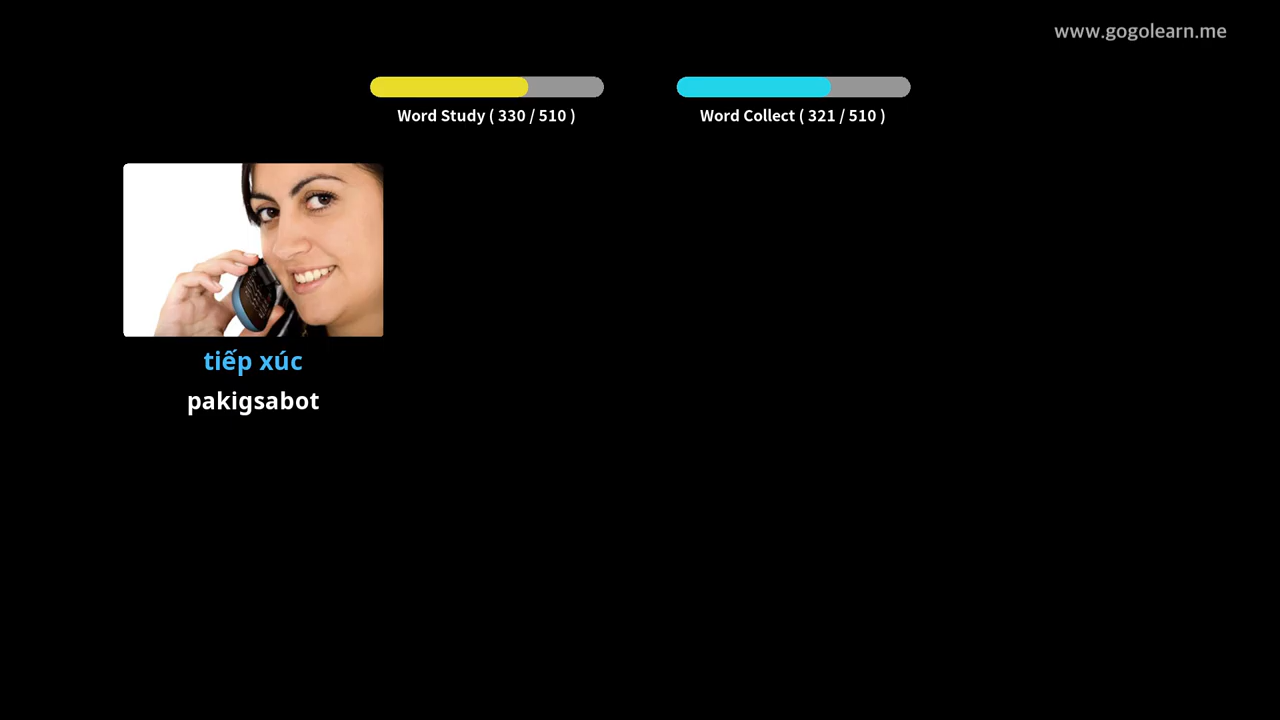 www.gogolearn.me
Word Study ( 330 / 510 )
Word Collect ( 321 / 510 )
tiếp xúc
pakigsabot